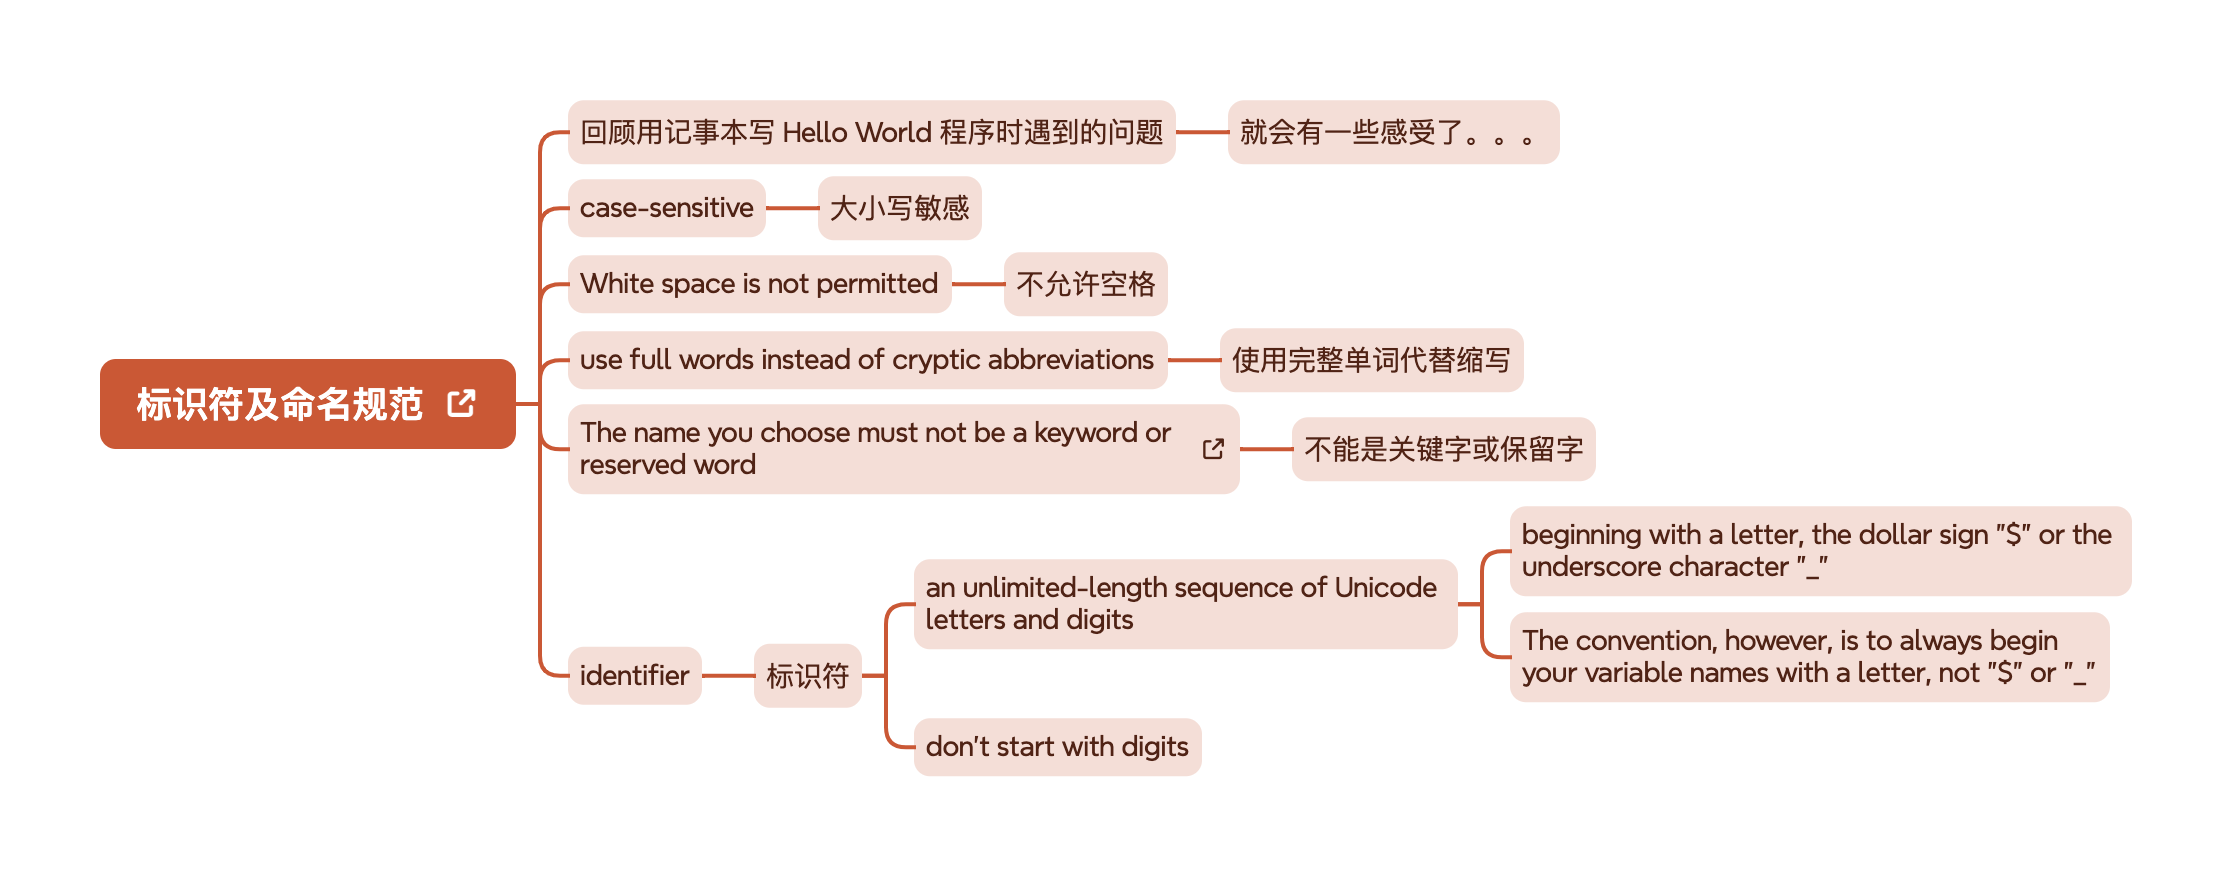 标识符及命名规范
回顾用记事本写 Hello World 程序时遇到的问题
就会有一些感受了。。。
case-sensitive
大小写敏感
White space is not permitted
不允许空格
use full words instead of cryptic abbreviations
使用完整单词代替缩写
The name you choose must not be a keyword or
reserved word
不能是关键字或保留字
identifier
标识符
an unlimited-length sequence of Unicode
letters and digits
beginning with a letter, the dollar sign "$" or the
underscore character "_"
The convention, however, is to always begin
your variable names with a letter, not "$" or "_"
don't start with digits